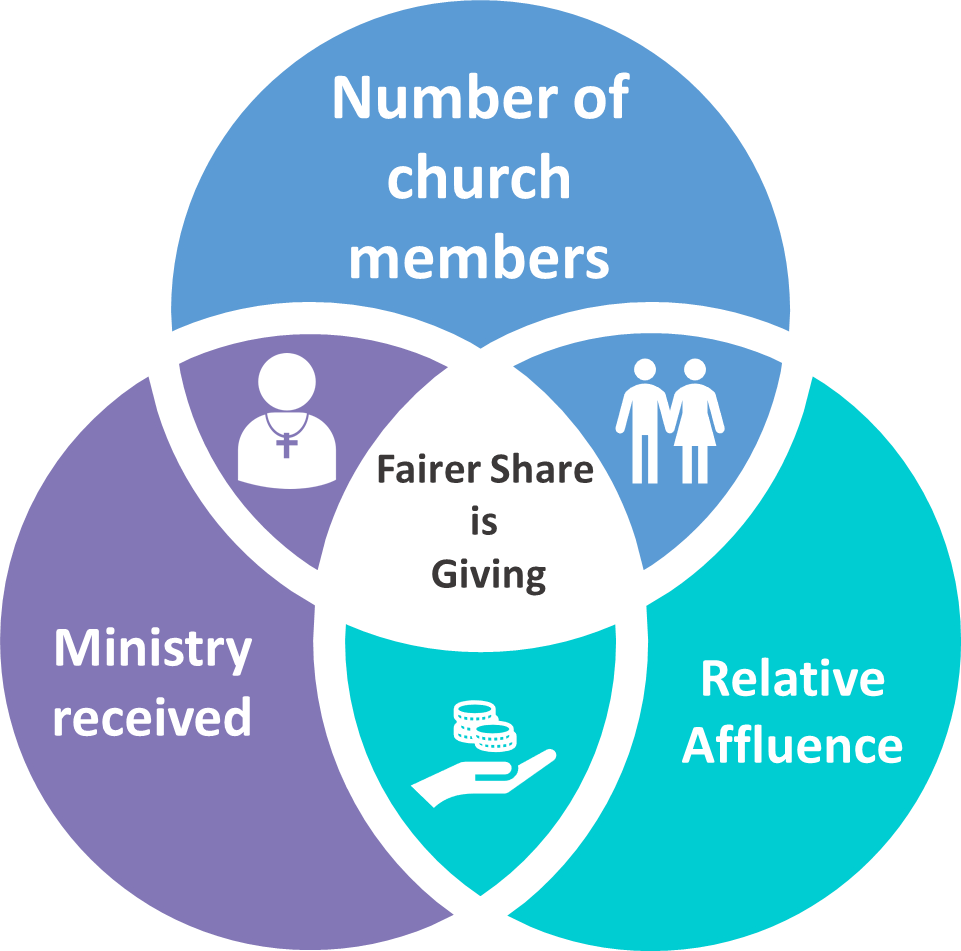 Number of
church
members
Fairer Share
is
Giving
Ministry
received
Relative
Affluence